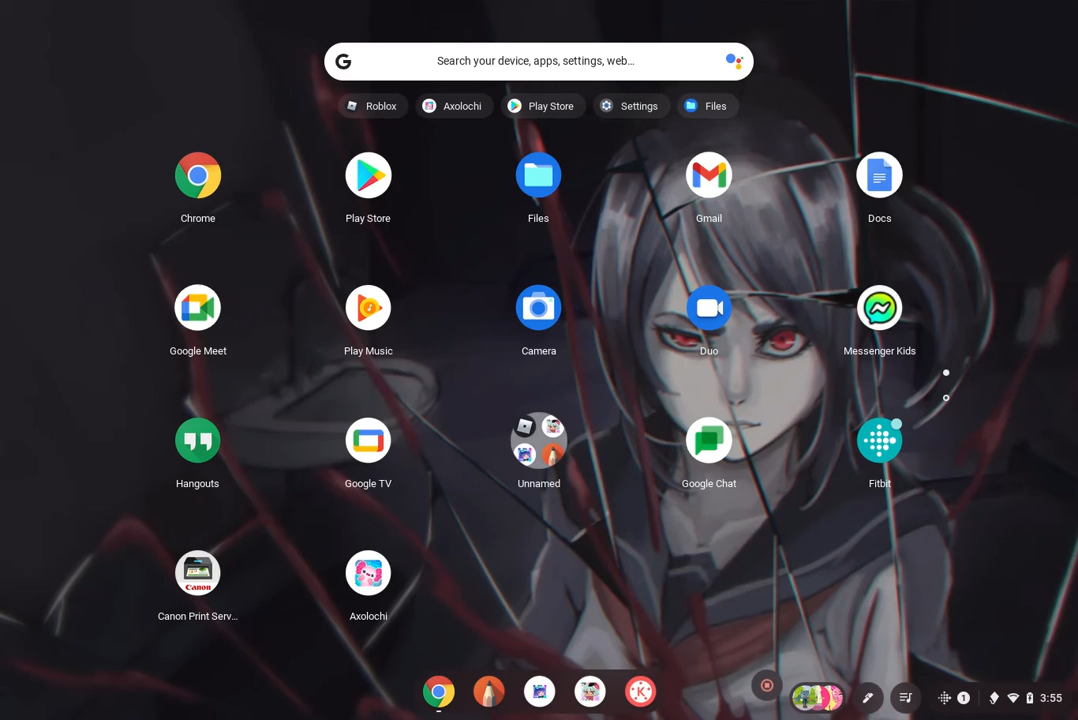 Search your device, apps, settings, web...
Roblox Axolochi Play Store Settings Files
Chrome Play Store Files Gmail Docs
Google Meet Play Music Camera Duo Messenger Kids
Hangouts Google TV Unnamed Google Chat Fitbit
Canon
Canon Print Serv... Axolochi
K
1 3:55